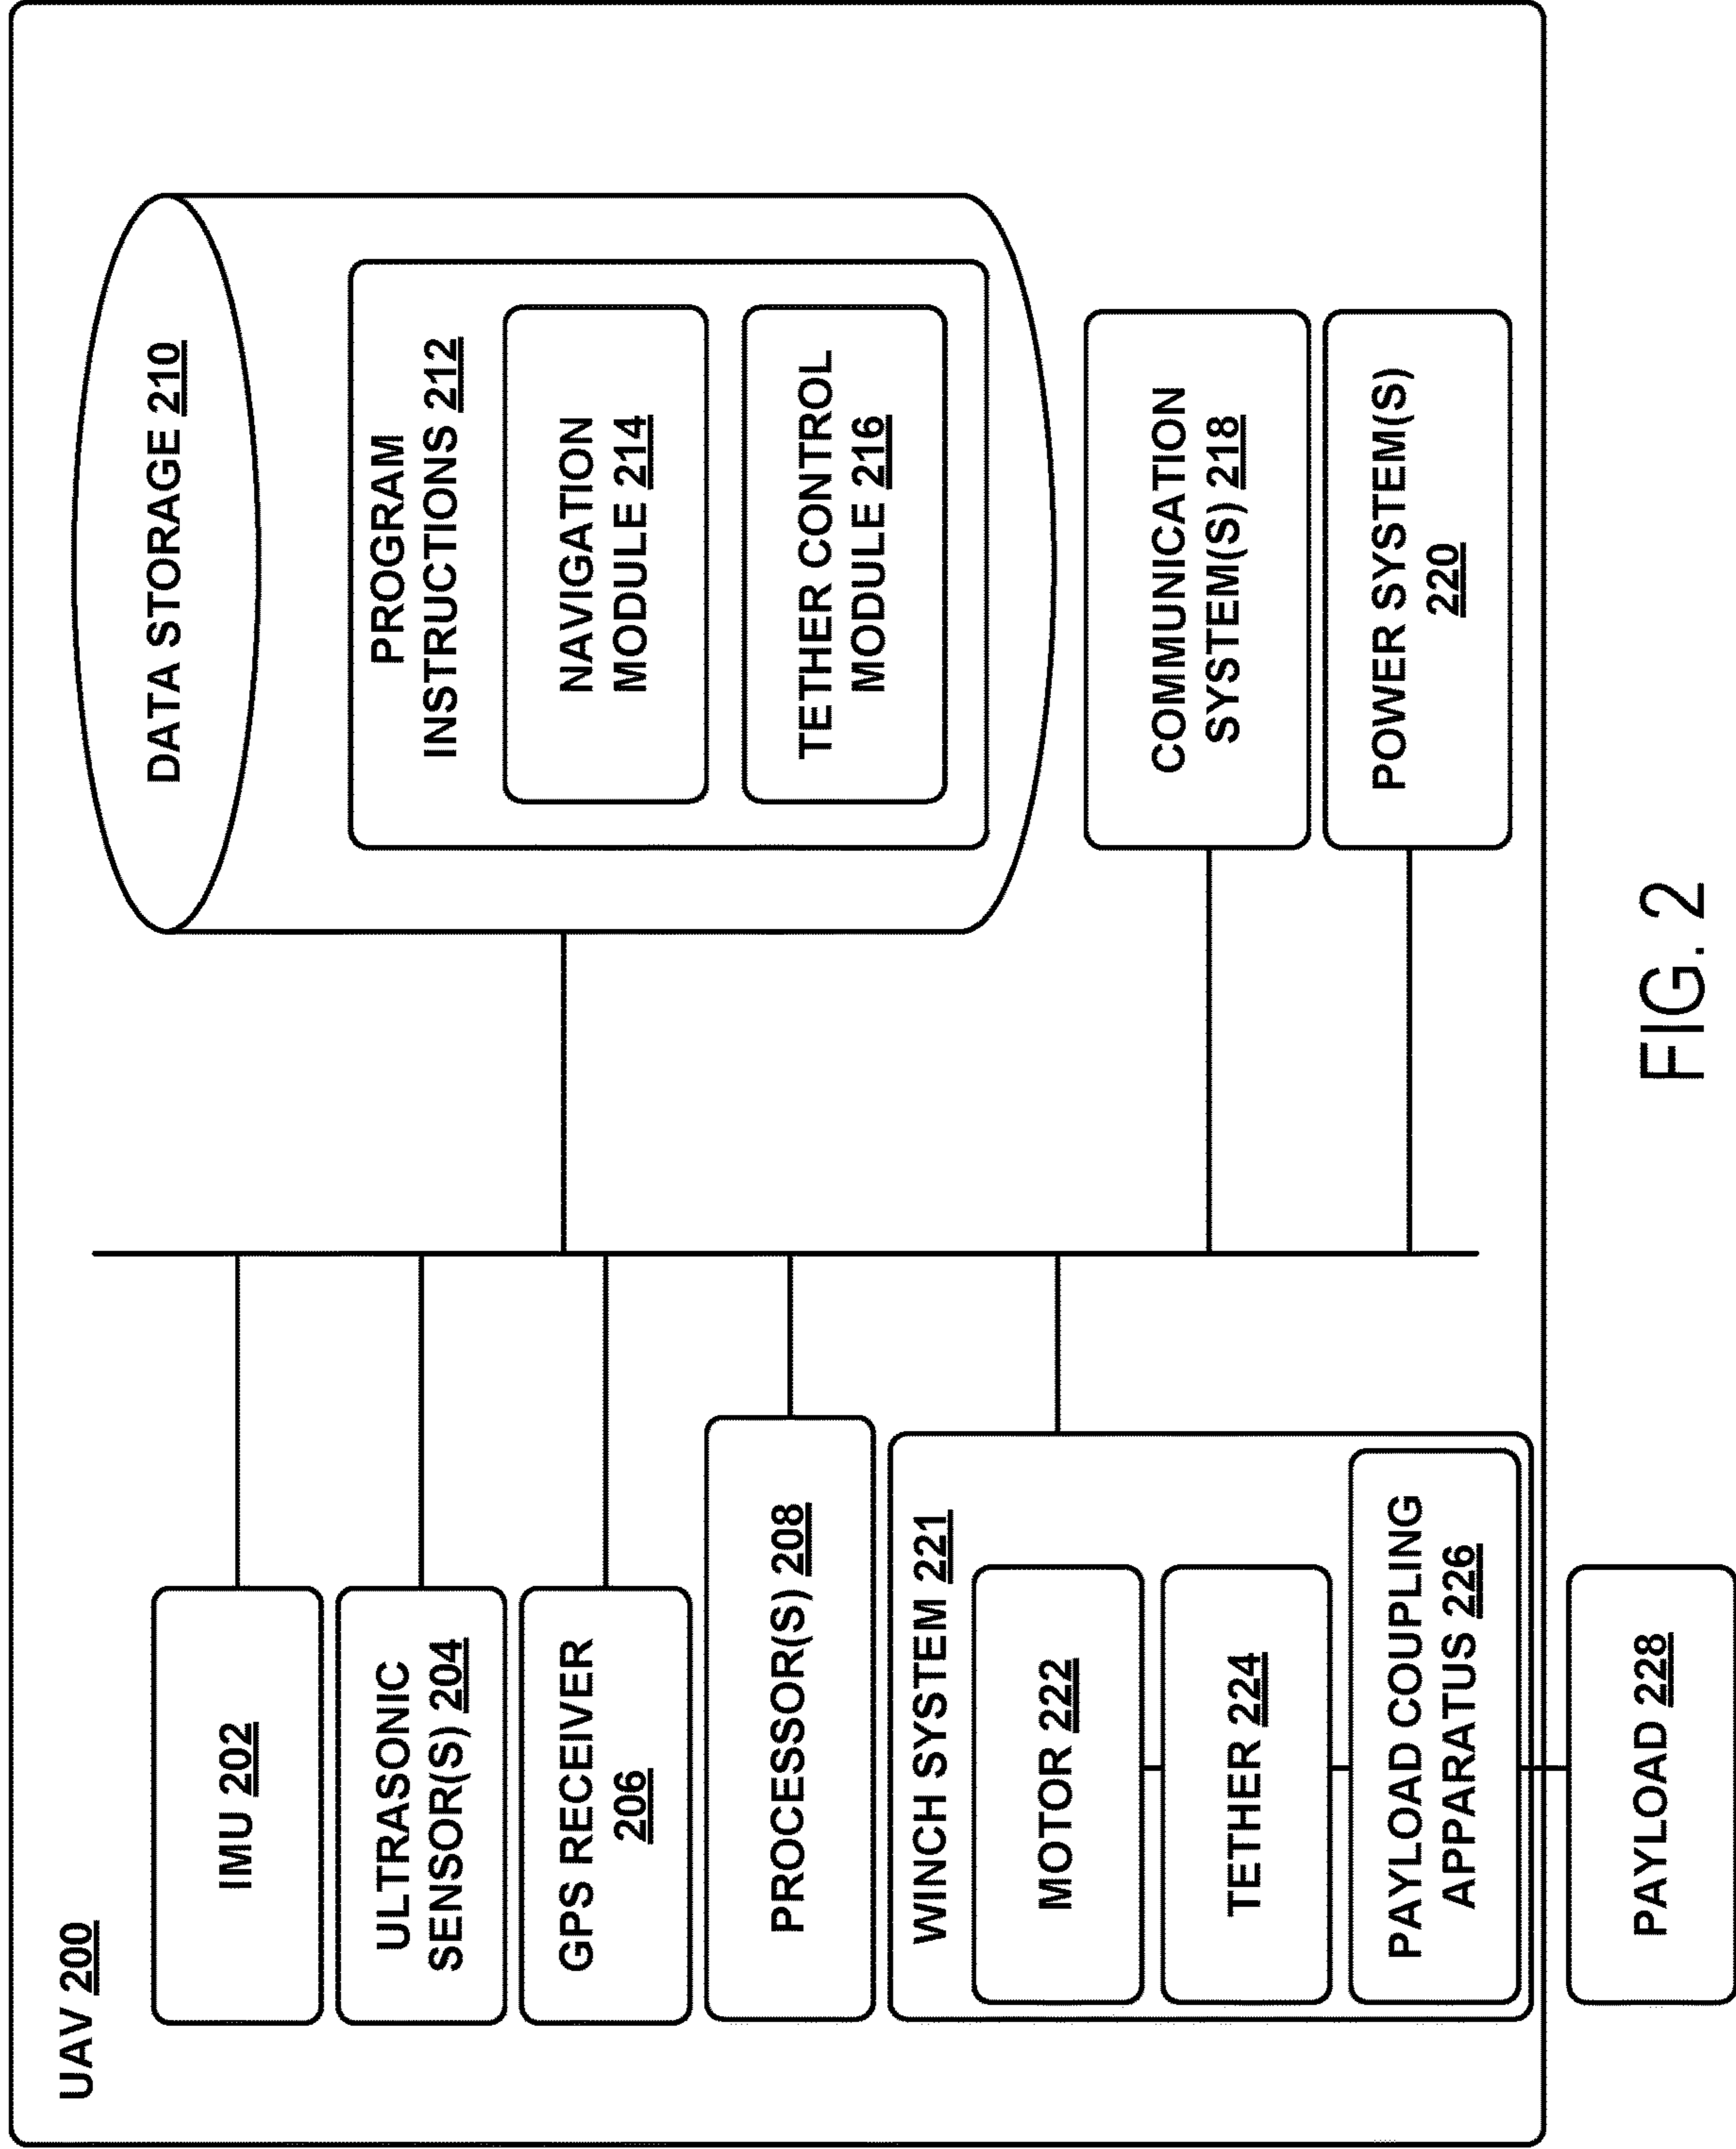 UAV 200
IMU 202
ULTRASONIC
SENSOR(S) 204
GPS RECEIVER
206
PROCESSOR(S) 208
WINCH SYSTEM 221
MOTOR 222
TETHER 224
PAYLOAD COUPLING
APPARATUS 226
PAYLOAD 228
DATA STORAGE 210
PROGRAM
INSTRUCTIONS 212
NAVIGATION
MODULE 214
TETHER CONTROL
MODULE 216
COMMUNICATION
SYSTEM(S) 218
POWER SYSTEM(S)
220
FIG. 2